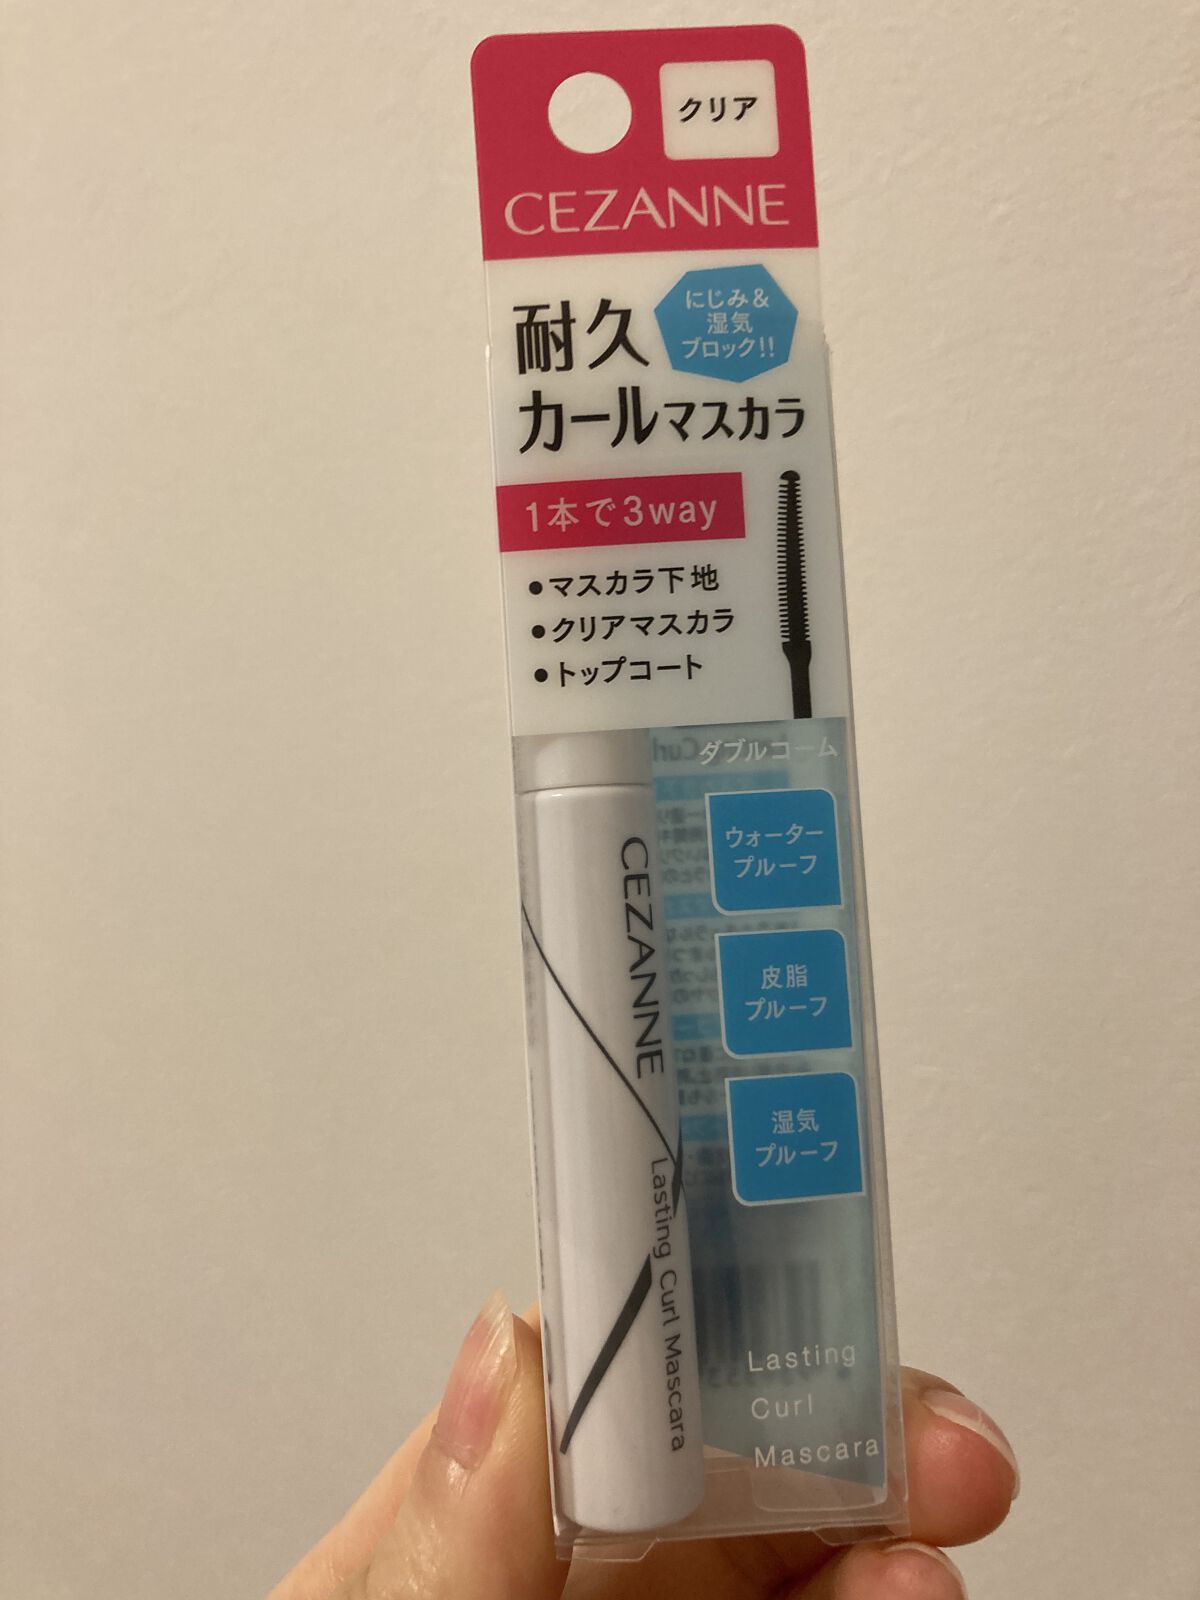 クリア
CEZANNE
にじみ&
湿気
ブロック!!
耐久
カールマスカラ
1本で3way
●マスカラ下地
●クリアマスカラ
●トップコート
ダブルコーム
ウォーター
プルーフ
皮脂
プルーフ
湿気
プルーフ
CEZANNE
Lasting Curl Mascara
Lasting
Curl
Mascara